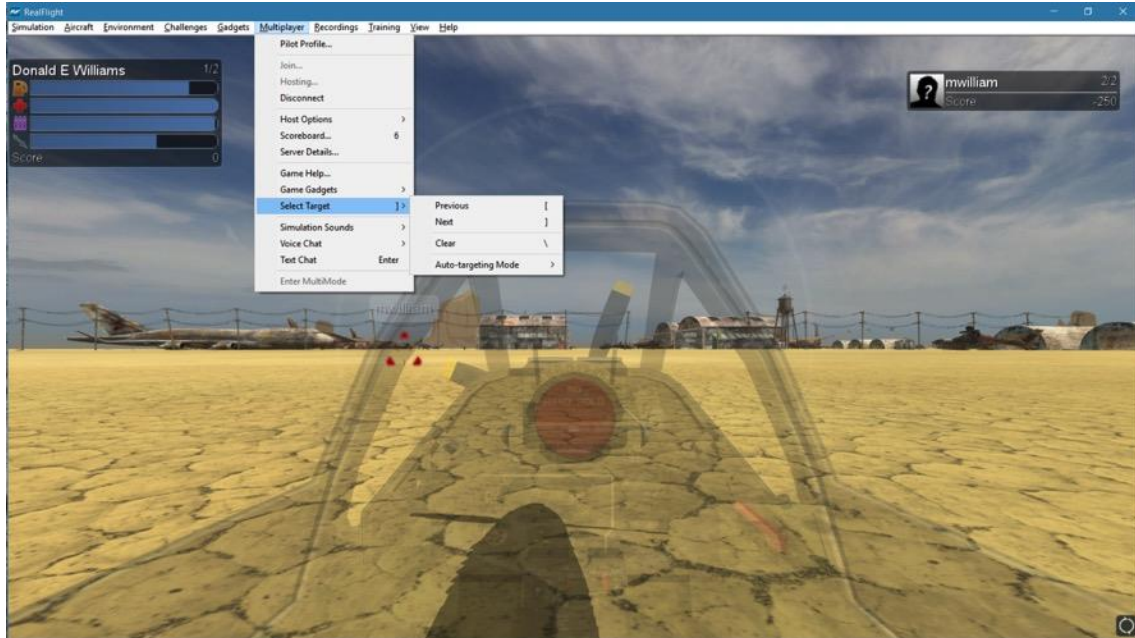 RealFlight
Simulation Aircraft Environment Challenges Gadgets Multiplayer Recordings Training View Help
Pilot Profile...
Join...
Hosting...
Disconnect
Host Options >
Scoreboard... 6
Server Details...
Game Help...
Game Gadgets >
Select Target ] >
Simulation Sounds >
Voice Chat >
Text Chat Enter
Enter MultiMode
Previous [
Next ]
Clear \
Auto-targeting Mode >
Donald E Williams 1/2
Score 0
mwilliam 2/2
Score -250
mwilliam